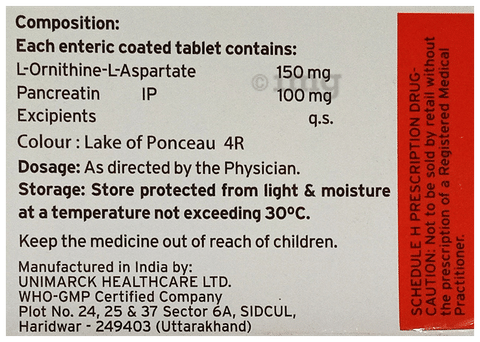 Composition:
Each enteric coated tablet contains:
L-Ornithine-L-Aspartate 150 mg
Pancreatin IP 100 mg
Excipients q.s.
Colour : Lake of Ponceau 4R
Dosage: As directed by the Physician.
Storage: Store protected from light & moisture
at a temperature not exceeding 30ºC.
Keep the medicine out of reach of children.
Manufactured in India by:
UNIMARCK HEALTHCARE LTD.
WHO-GMP Certified Company
Plot No. 24, 25 & 37 Sector 6A, SIDCUL,
Haridwar - 249403 (Uttarakhand)
SCHEDULE H PRESCRIPTION DRUG-
CAUTION: Not to be sold by retail without
the prescription of a Registered Medical
Practitioner.
©1mg